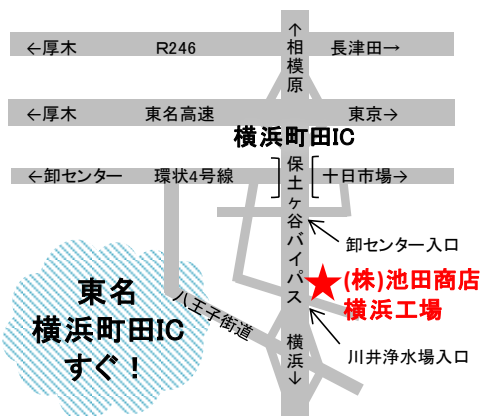 ←厚木 R246 長津田→
↑相模原
←厚木 東名高速 東京→
横浜町田IC
←卸センター 環状4号線 十日市場→
保土ヶ谷バイパス
卸センター入口
(株)池田商店
横浜工場
川井浄水場入口
八王子街道
横浜↓
東名
横浜町田IC
すぐ！